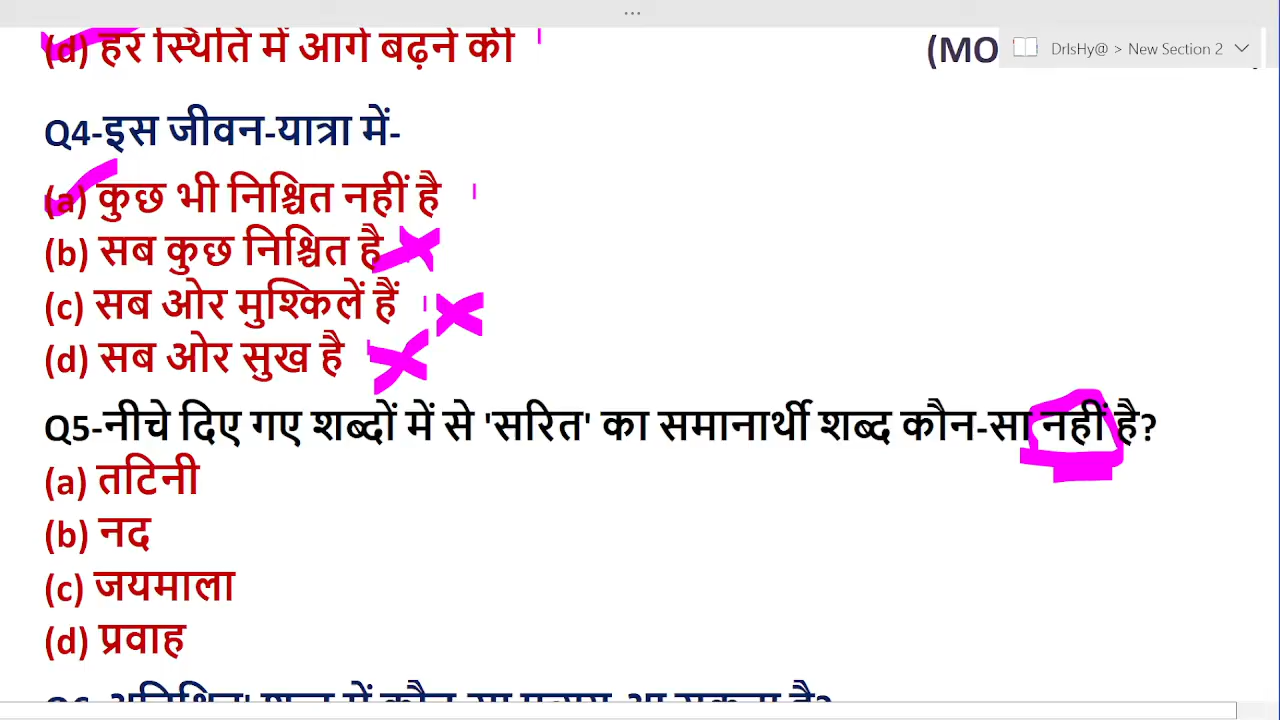 (d) हर स्थिति में आगे बढ़ने की
(MO
DrIsHy@ > New Section 2
Q4-इस जीवन-यात्रा में-
(a) कुछ भी निश्चित नहीं है
(b) सब कुछ निश्चित है
(c) सब ओर मुश्किलें हैं
(d) सब ओर सुख है
Q5-नीचे दिए गए शब्दों में से 'सरित' का समानार्थी शब्द कौन-सा नहीं है?
(a) तटिनी
(b) नद
(c) जयमाला
(d) प्रवाह